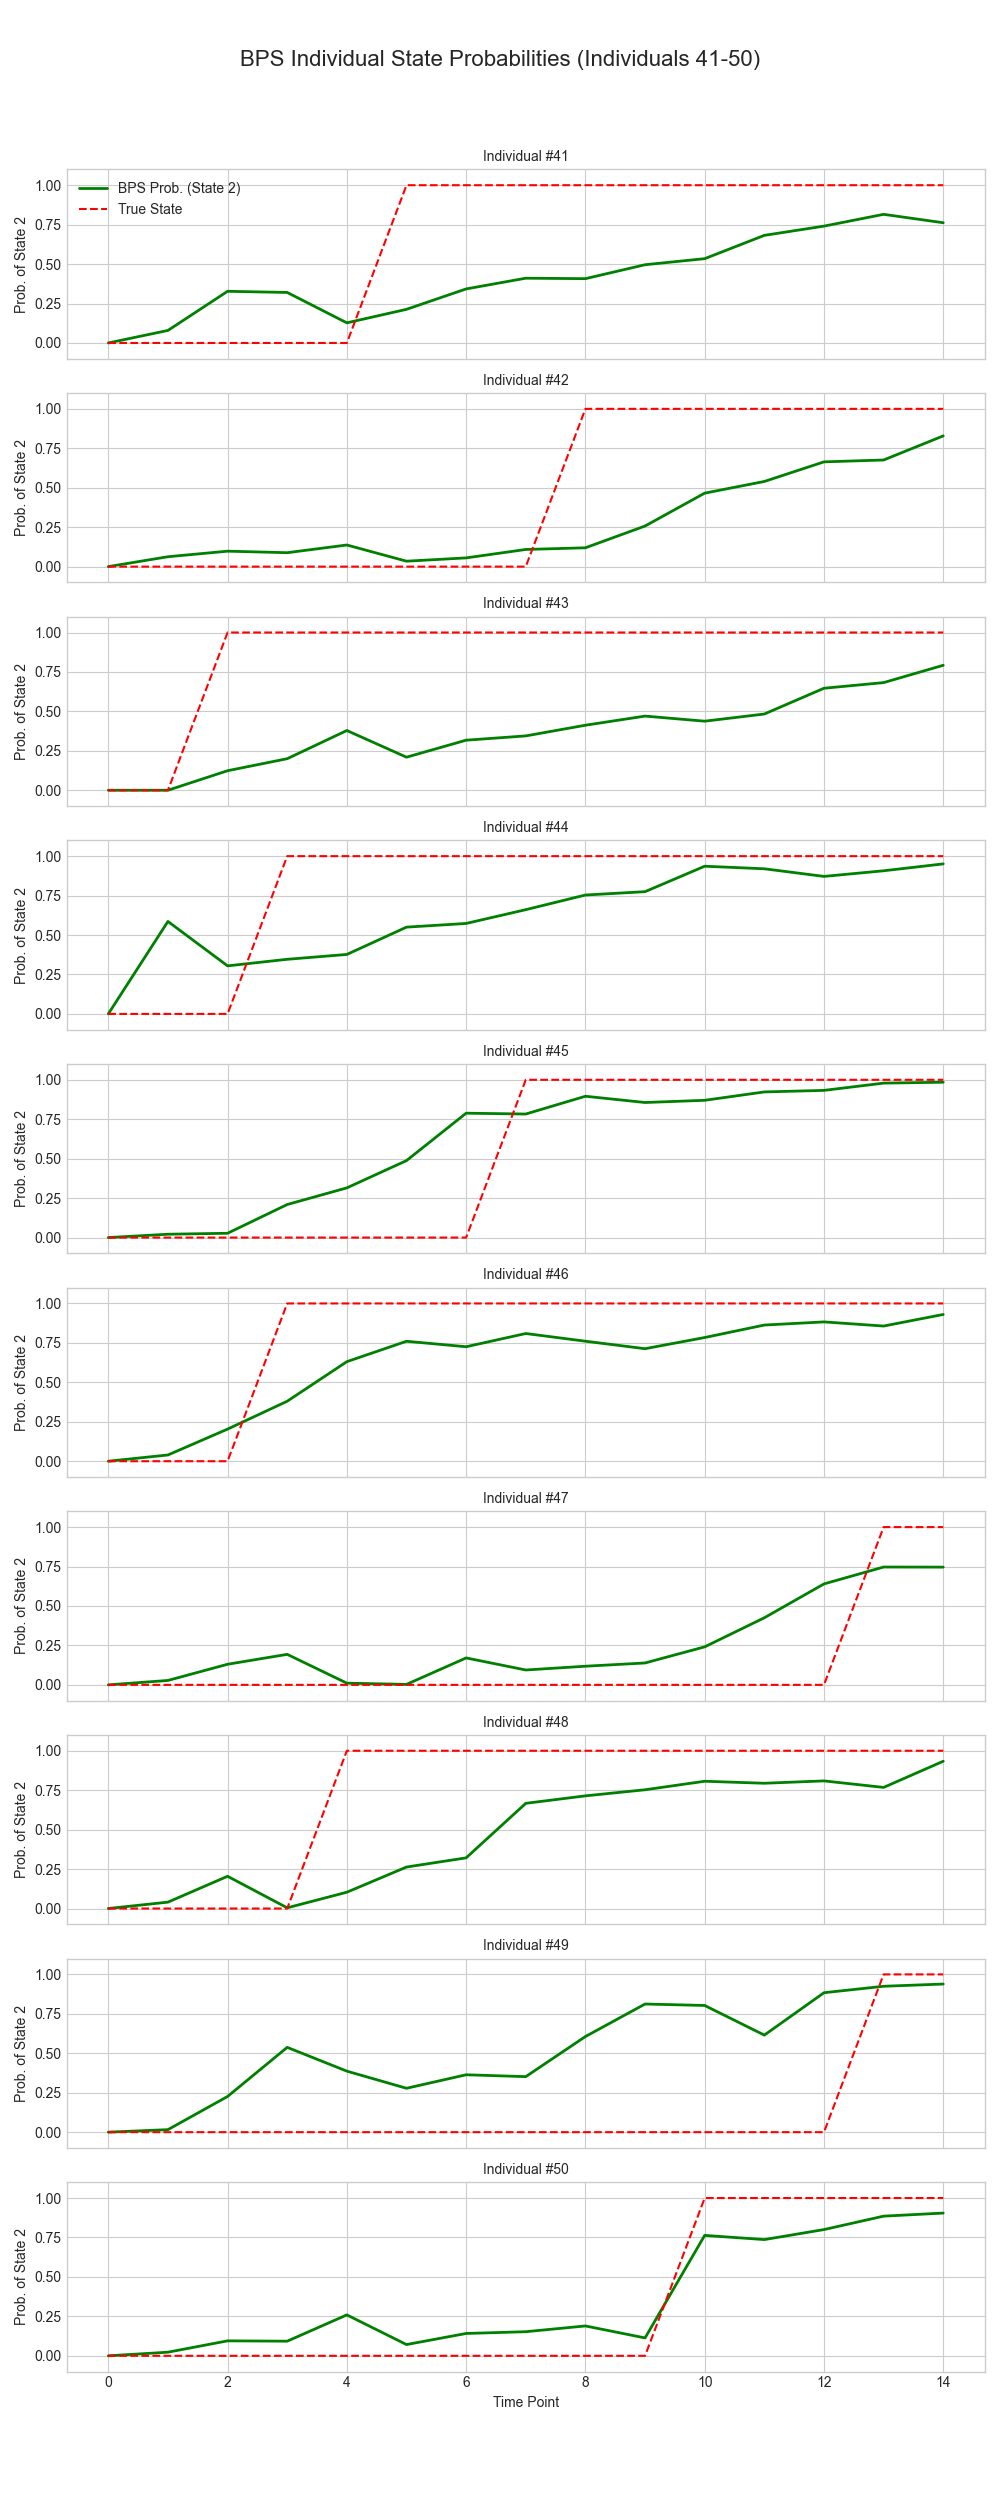 BPS Individual State Probabilities (Individuals 41-50)
Individual #41
BPS Prob. (State 2)
True State
Prob. of State 2
1.00
0.75
0.50
0.25
0.00
Individual #42
Prob. of State 2
1.00
0.75
0.50
0.25
0.00
Individual #43
Prob. of State 2
1.00
0.75
0.50
0.25
0.00
Individual #44
Prob. of State 2
1.00
0.75
0.50
0.25
0.00
Individual #45
Prob. of State 2
1.00
0.75
0.50
0.25
0.00
Individual #46
Prob. of State 2
1.00
0.75
0.50
0.25
0.00
Individual #47
Prob. of State 2
1.00
0.75
0.50
0.25
0.00
Individual #48
Prob. of State 2
1.00
0.75
0.50
0.25
0.00
Individual #49
Prob. of State 2
1.00
0.75
0.50
0.25
0.00
Individual #50
Prob. of State 2
1.00
0.75
0.50
0.25
0.00
0 2 4 6 8 10 12 14
Time Point